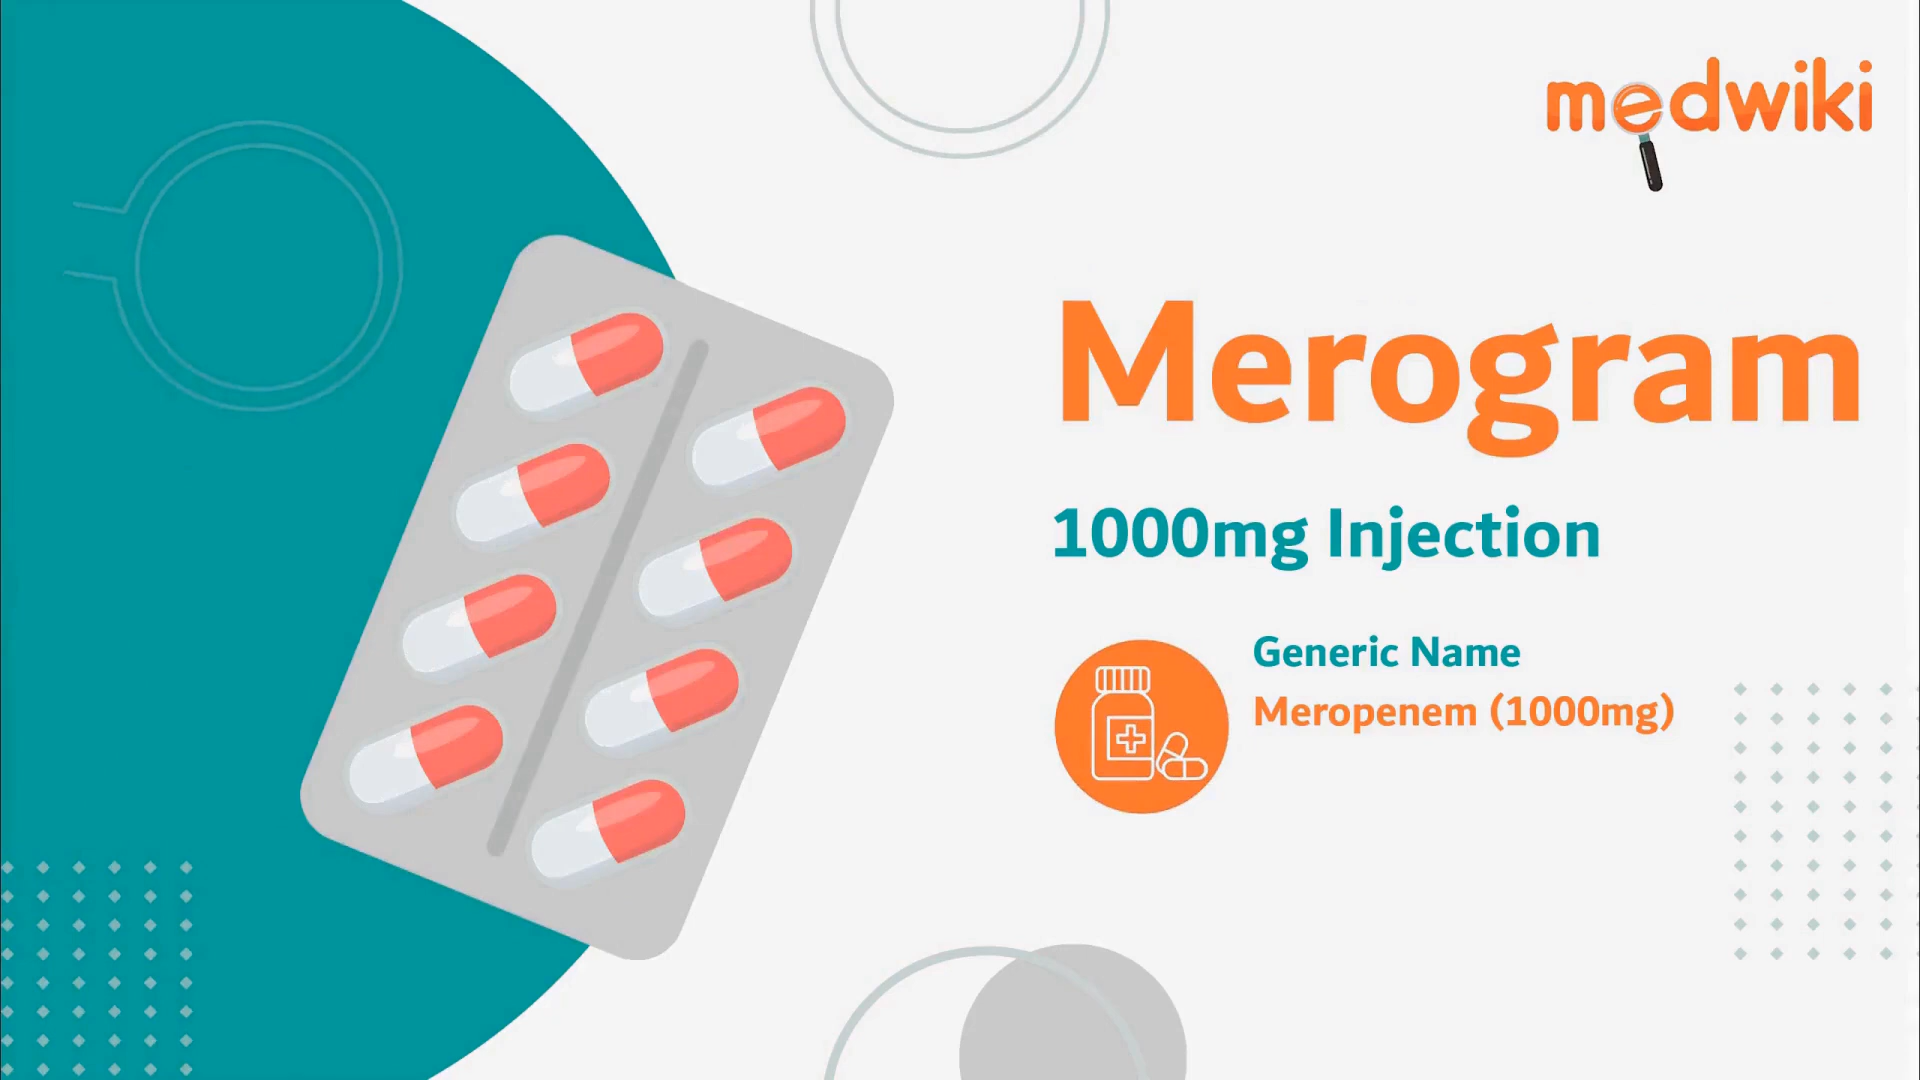 medwiki
Merogram
1000mg Injection
Generic Name
Meropenem (1000mg)